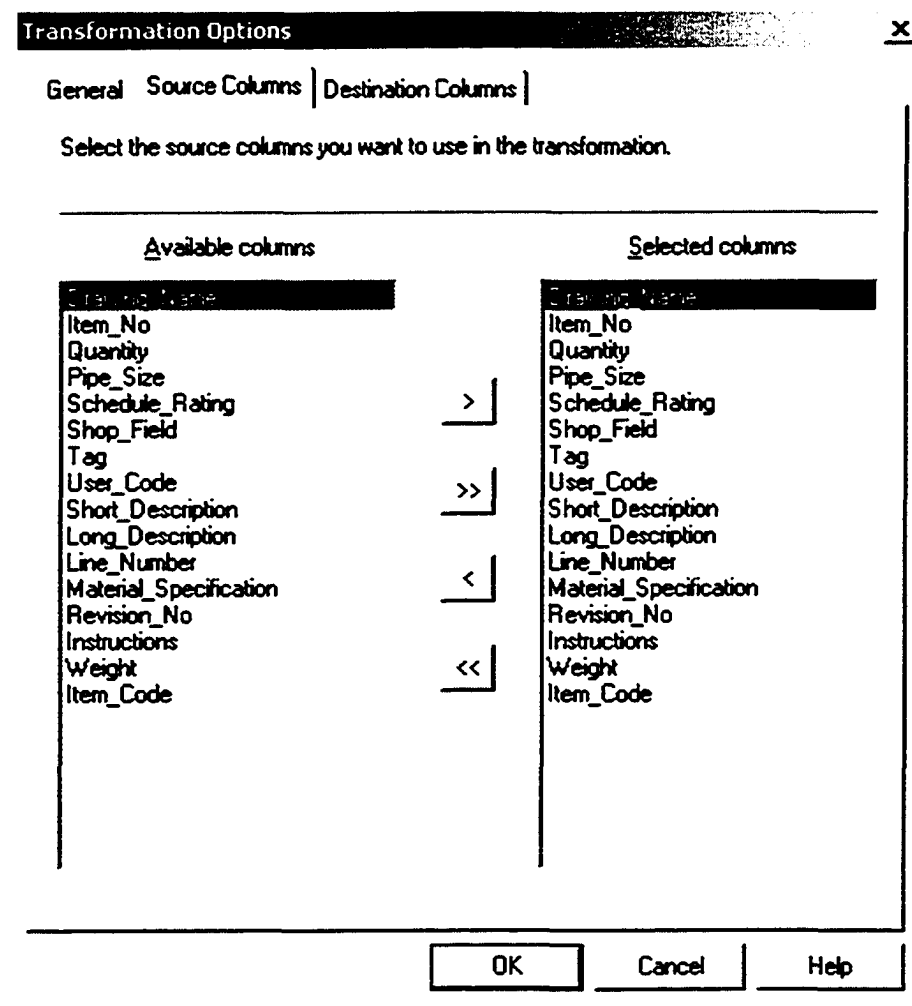 Transformation Options
General Source Columns Destination Columns
Select the source columns you want to use in the transformation.
Available columns
Drawing_Name
Item_No
Quantity
Pipe_Size
Schedule_Rating
Shop_Field
Tag
User_Code
Short_Description
Long_Description
Line_Number
Material_Specification
Revision_No
Instructions
Weight
Item_Code
>
>>
<
<<
Selected columns
Drawing_Name
Item_No
Quantity
Pipe_Size
Schedule_Rating
Shop_Field
Tag
User_Code
Short_Description
Long_Description
Line_Number
Material_Specification
Revision_No
Instructions
Weight
Item_Code
OK Cancel Help